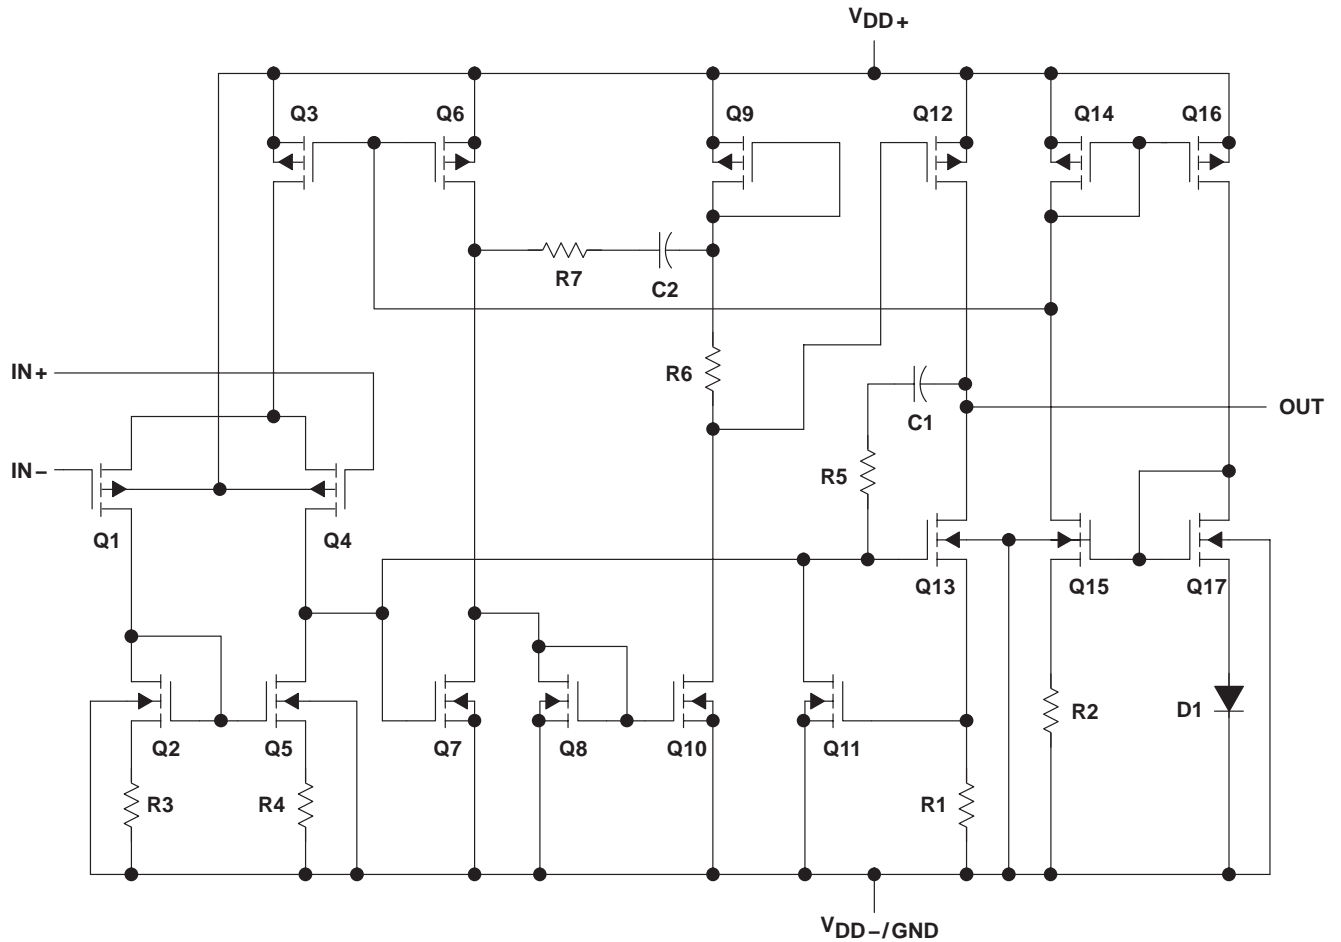 VDD+
Q3
Q6
Q9
Q12
Q14
Q16
R7
C2
IN+
R6
C1
OUT
IN−
R5
Q1
Q4
Q13
Q15
Q17
R2
D1
Q2
Q5
Q7
Q8
Q10
Q11
R3
R4
R1
VDD−/GND